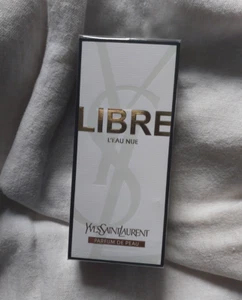 LIBRE
L'EAU NUE
YVESSAINTLAURENT
PARFUM DE PEAU